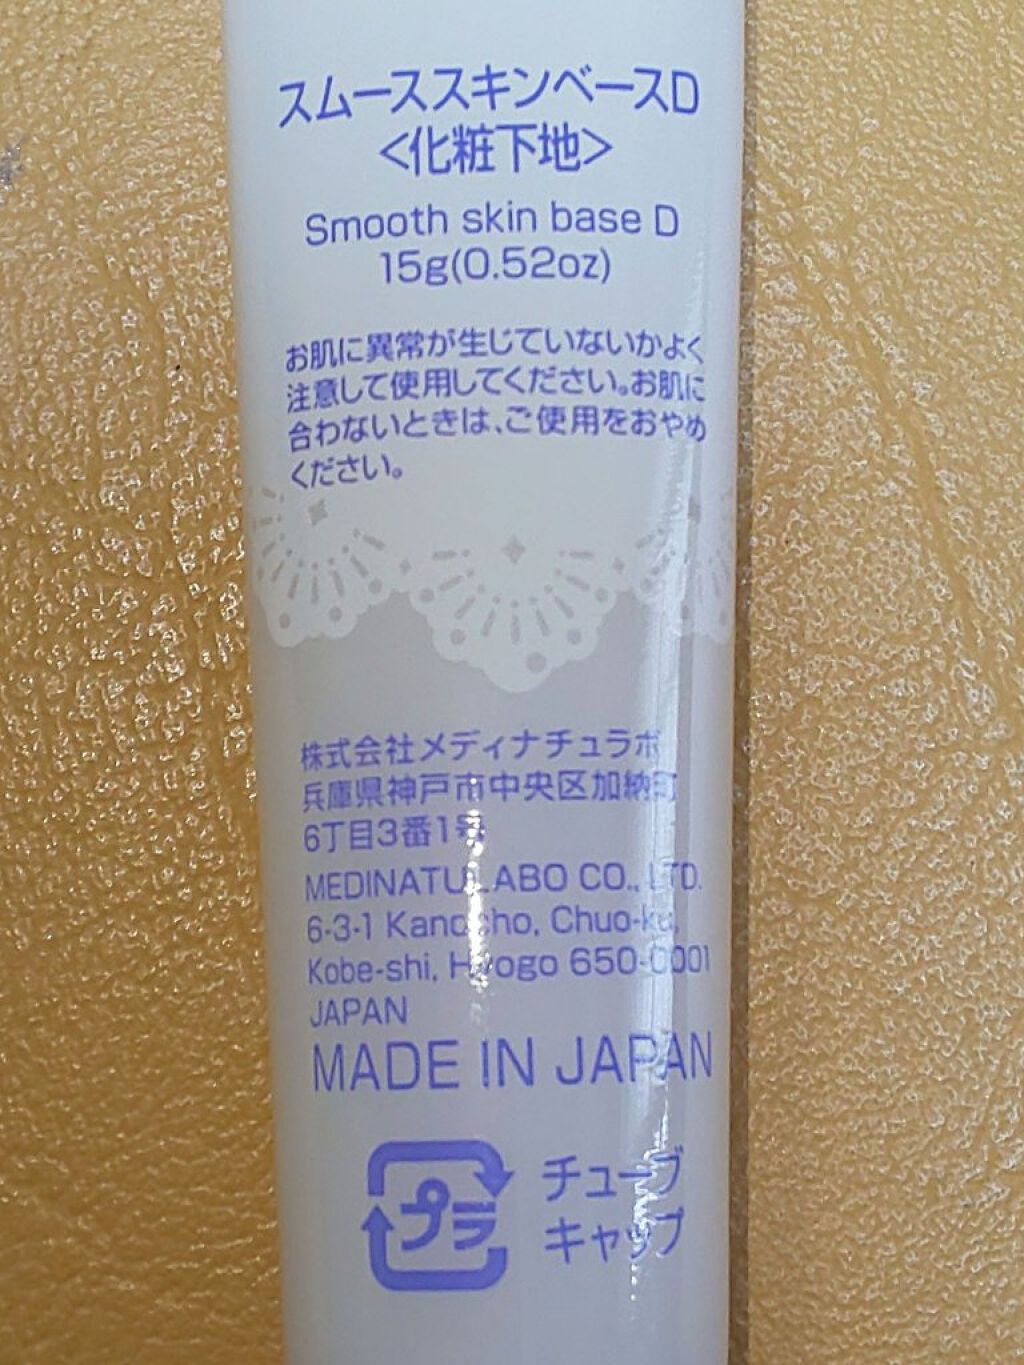 スムーススキンベースD
<化粧下地>
Smooth skin base D
15g(0.52oz)
お肌に異常が生じていないかよく
注意して使用してください。お肌に
合わないときは、ご使用をおやめ
ください。
株式会社メディナチュラボ
兵庫県神戸市中央区加納町
6丁目3番1号
MEDINATU LABO CO., LTD.
6-3-1 Kanocho, Chuo-ku,
Kobe-shi, Hyogo 650-0001
JAPAN
MADE IN JAPAN
プラ
チューブ
キャップ